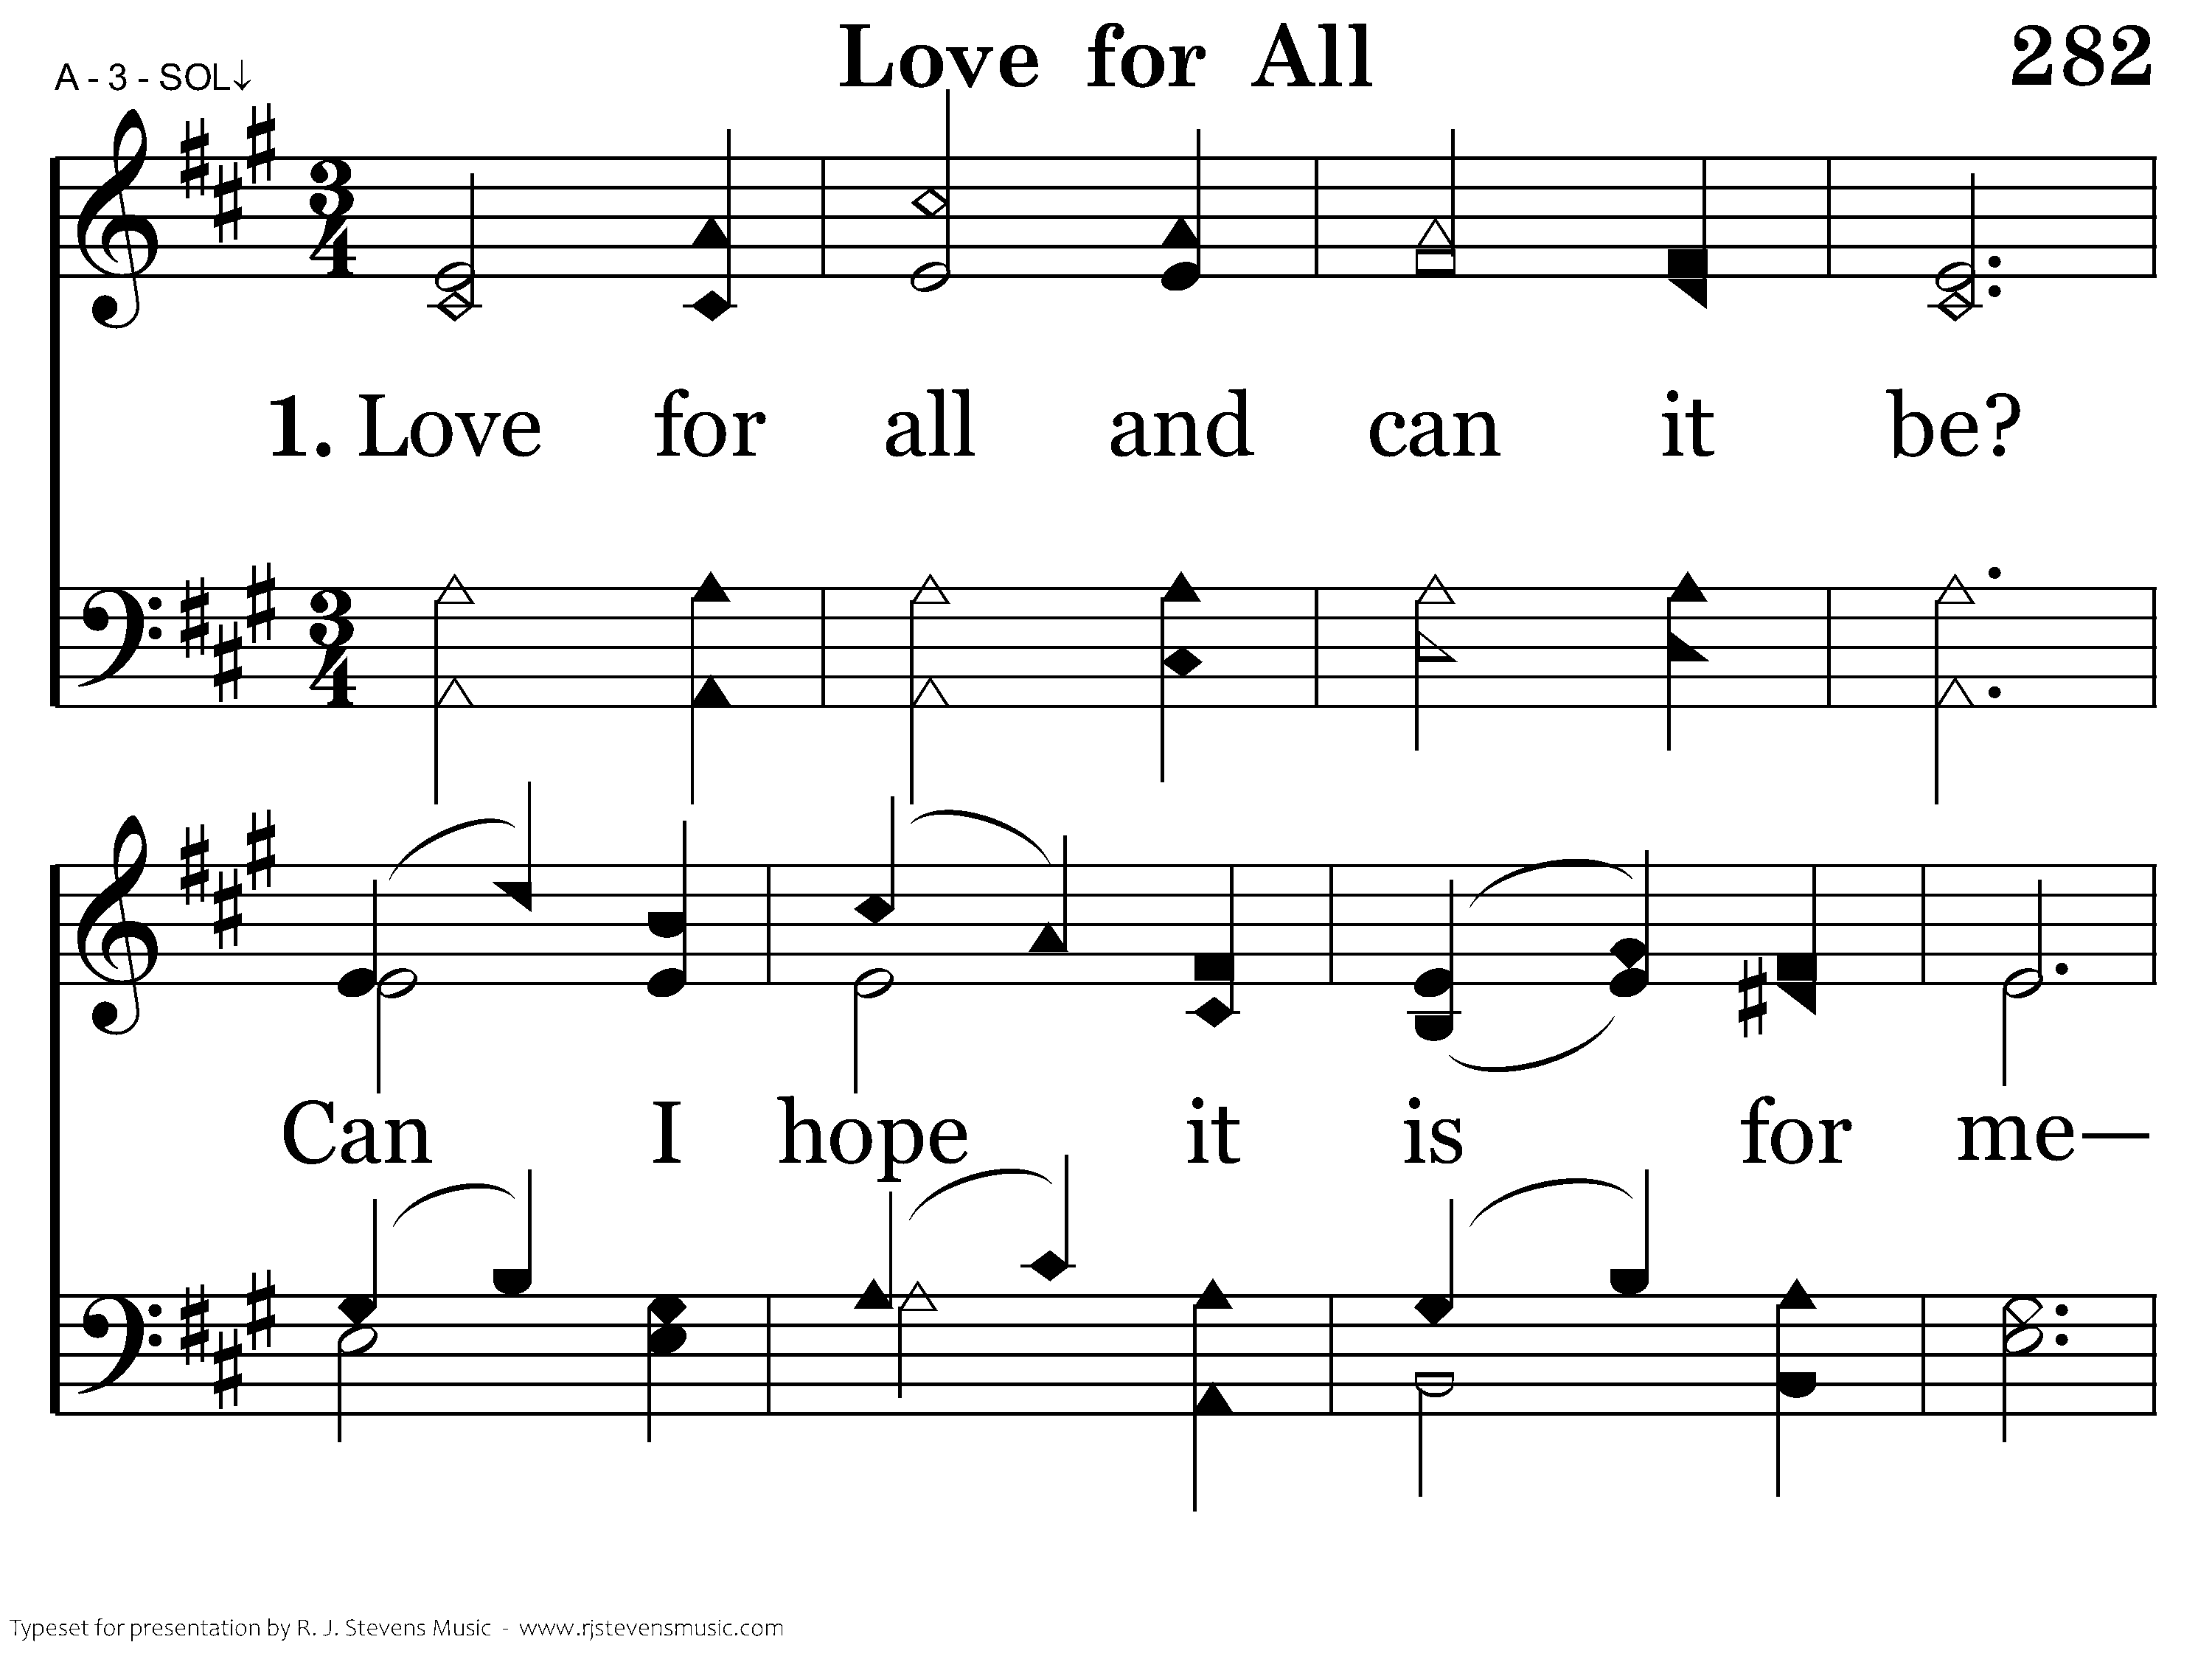 Love for All
282
A - 3 - SOL↓
1. Love for all and can it be?
Can I hope it is for me—
Typeset for presentation by R. J. Stevens Music - www.rjstevensmusic.com